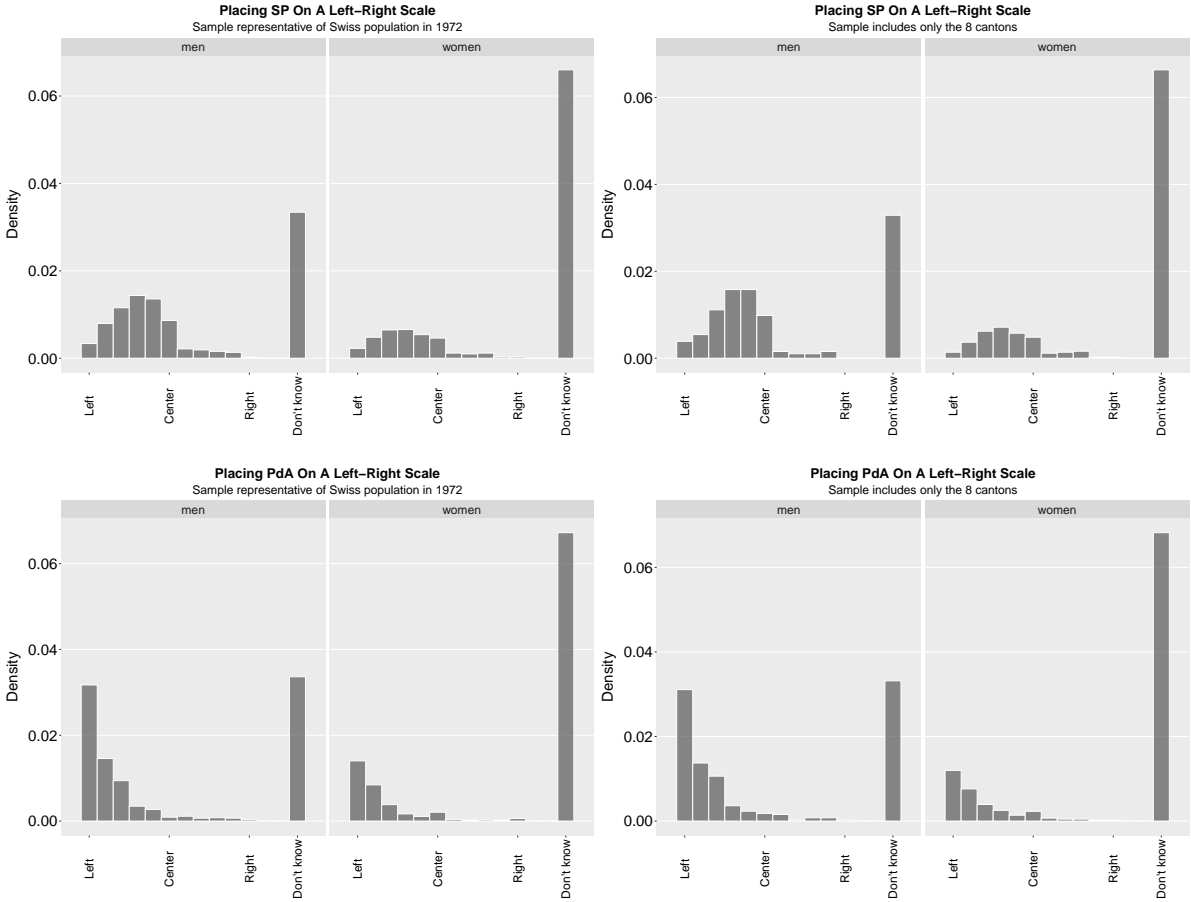 Placing SP On A Left−Right Scale
Sample representative of Swiss population in 1972
men women
0.06
0.04
0.02
0.00
Density
Left Center Right Don't know Left Center Right Don't know
Placing SP On A Left−Right Scale
Sample includes only the 8 cantons
men women
0.06
0.04
0.02
0.00
Density
Left Center Right Don't know Left Center Right Don't know
Placing PdA On A Left−Right Scale
Sample representative of Swiss population in 1972
men women
0.06
0.04
0.02
0.00
Density
Left Center Right Don't know Left Center Right Don't know
Placing PdA On A Left−Right Scale
Sample includes only the 8 cantons
men women
0.06
0.04
0.02
0.00
Density
Left Center Right Don't know Left Center Right Don't know